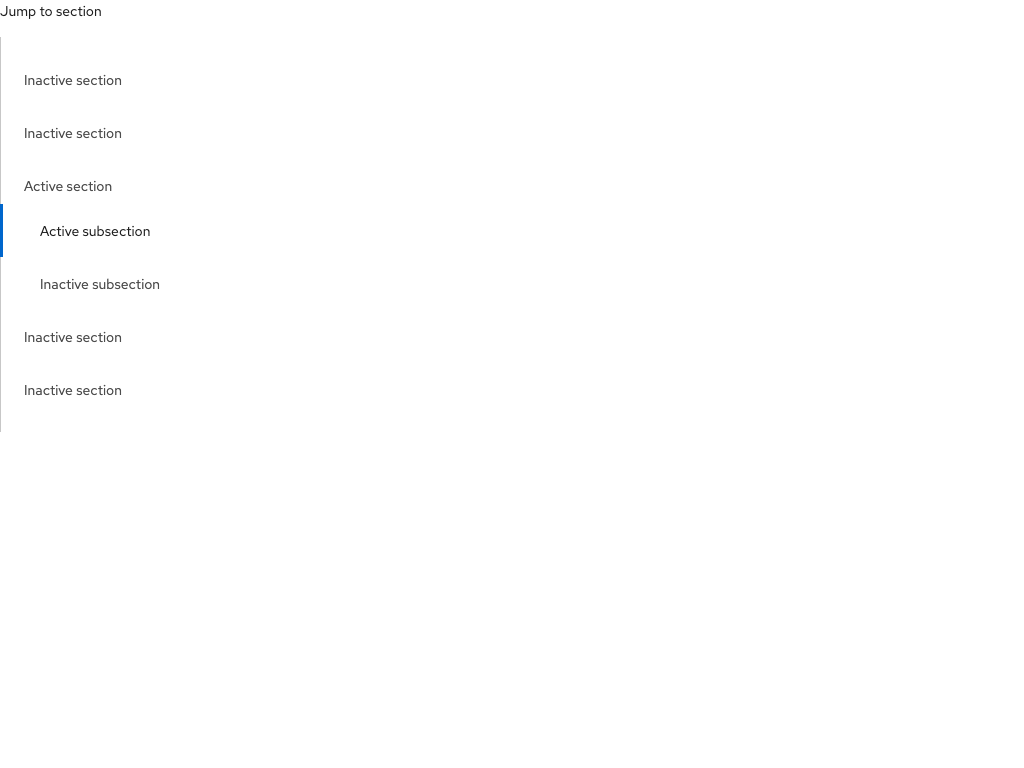 Jump to section
Inactive section
Inactive section
Active section
Active subsection
Inactive subsection
Inactive section
Inactive section